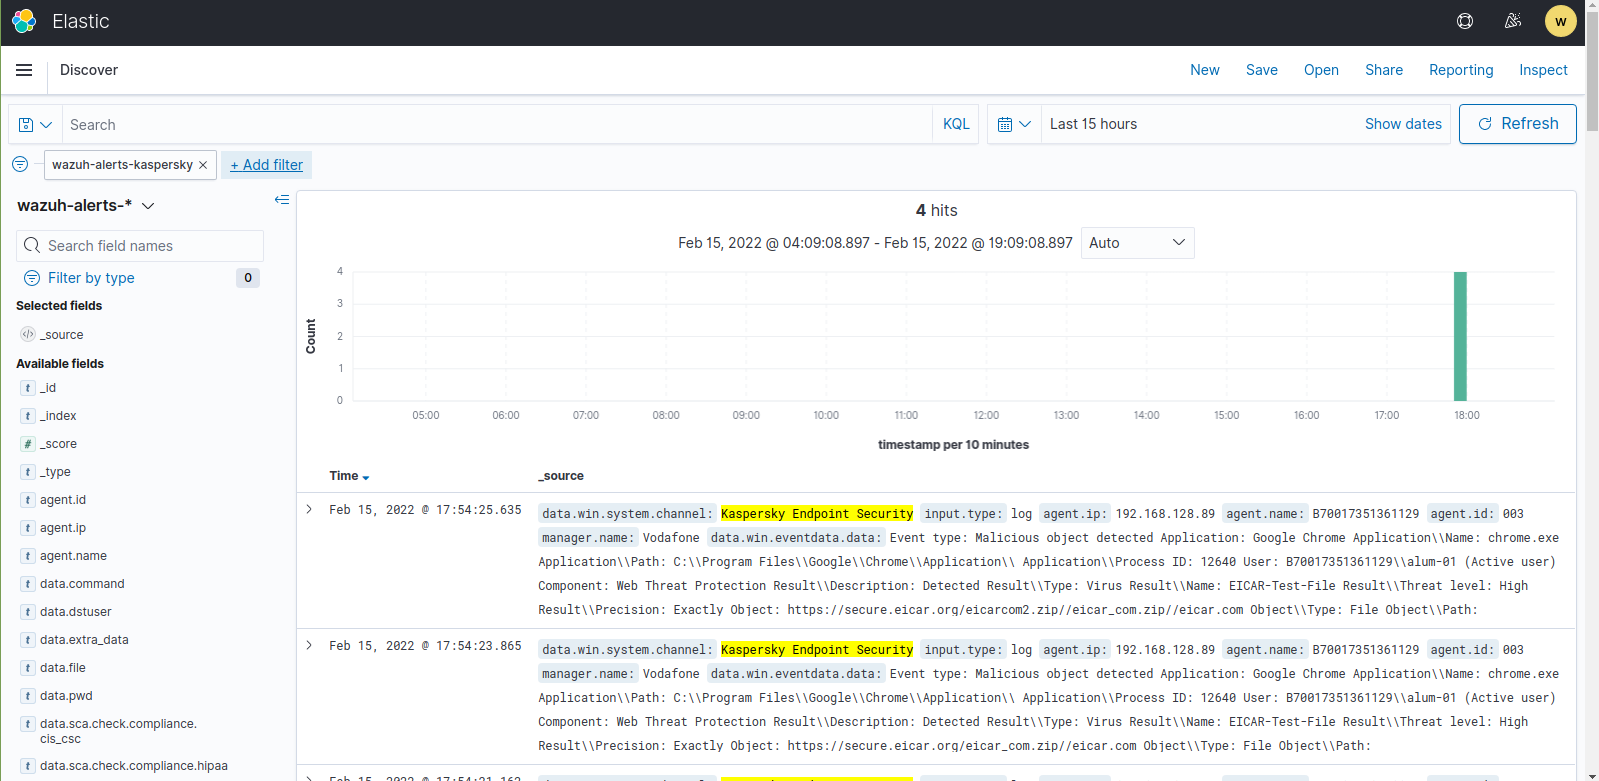 Elastic
w
Discover
New Save Open Share Reporting Inspect
Search
KQL
Last 15 hours
Show dates
Refresh
wazuh-alerts-kaspersky ×
+ Add filter
wazuh-alerts-*
Search field names
Filter by type 0
Selected fields
</> _source
Available fields
t _id
t _index
# _score
t _type
t agent.id
t agent.ip
t agent.name
t data.command
t data.dstuser
t data.extra_data
t data.file
t data.pwd
t data.sca.check.compliance.
cis_csc
t data.sca.check.compliance.hipaa
4 hits
Feb 15, 2022 @ 04:09:08.897 - Feb 15, 2022 @ 19:09:08.897 Auto
4
3
2
1
0
Count
05:00 06:00 07:00 08:00 09:00 10:00 11:00 12:00 13:00 14:00 15:00 16:00 17:00 18:00
timestamp per 10 minutes
Time _source
Feb 15, 2022 @ 17:54:25.635
data.win.system.channel: Kaspersky Endpoint Security input.type: log agent.ip: 192.168.128.89 agent.name: B70017351361129 agent.id: 003
manager.name: Vodafone data.win.eventdata.data: Event type: Malicious object detected Application: Google Chrome Application\\Name: chrome.exe
Application\\Path: C:\\Program Files\\Google\\Chrome\\Application\\ Application\\Process ID: 12640 User: B70017351361129\\alum-01 (Active user)
Component: Web Threat Protection Result\\Description: Detected Result\\Type: Virus Result\\Name: EICAR-Test-File Result\\Threat level: High
Result\\Precision: Exactly Object: https://secure.eicar.org/eicarcom2.zip//eicar_com.zip//eicar.com Object\\Type: File Object\\Path:
Feb 15, 2022 @ 17:54:23.865
data.win.system.channel: Kaspersky Endpoint Security input.type: log agent.ip: 192.168.128.89 agent.name: B70017351361129 agent.id: 003
manager.name: Vodafone data.win.eventdata.data: Event type: Malicious object detected Application: Google Chrome Application\\Name: chrome.exe
Application\\Path: C:\\Program Files\\Google\\Chrome\\Application\\ Application\\Process ID: 12640 User: B70017351361129\\alum-01 (Active user)
Component: Web Threat Protection Result\\Description: Detected Result\\Type: Virus Result\\Name: EICAR-Test-File Result\\Threat level: High
Result\\Precision: Exactly Object: https://secure.eicar.org/eicar_com.zip//eicar.com Object\\Type: File Object\\Path:
Feb 15, 2022 @